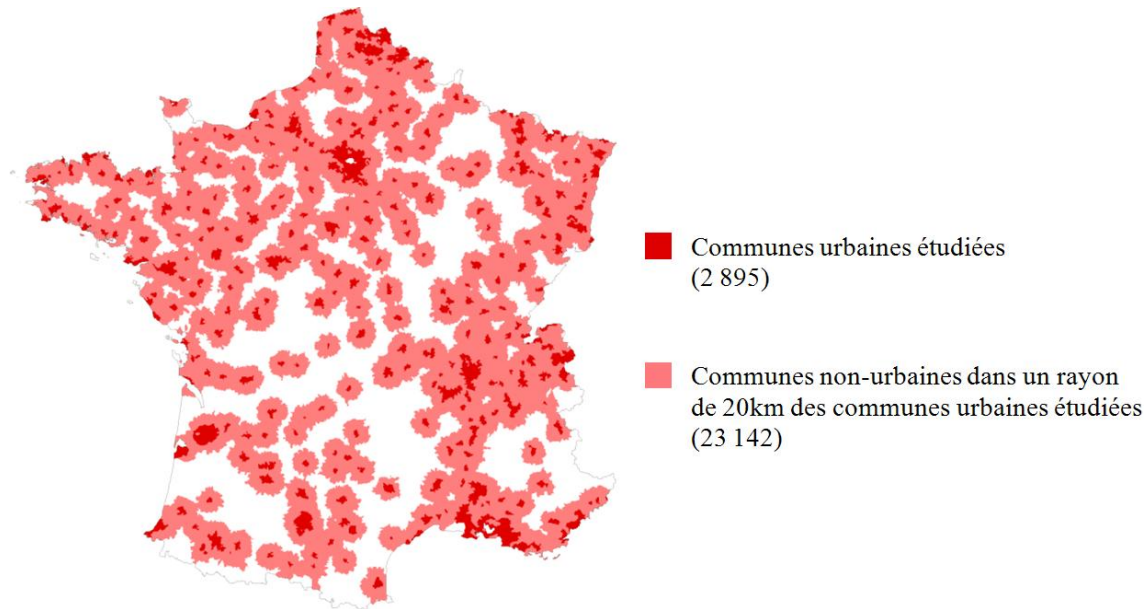 Communes urbaines étudiées
(2 895)
Communes non-urbaines dans un rayon
de 20km des communes urbaines étudiées
(23 142)